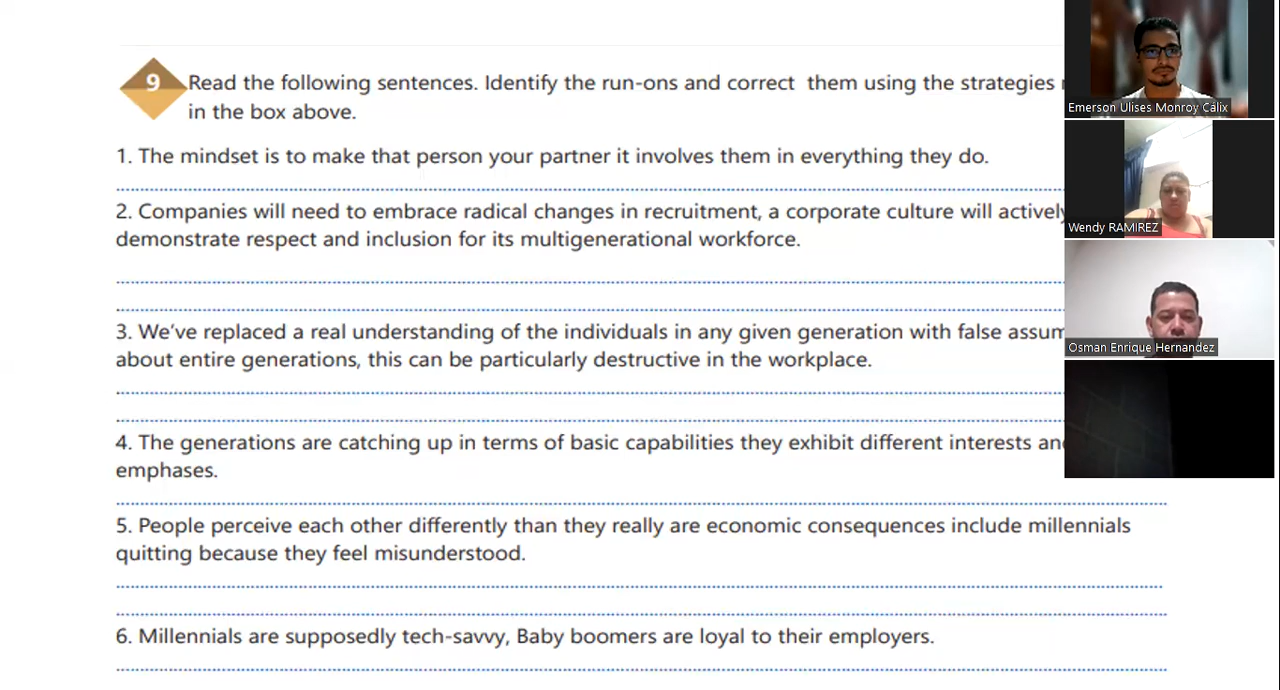 9
Read the following sentences. Identify the run-ons and correct them using the strategies
in the box above.
1. The mindset is to make that person your partner it involves them in everything they do.
2. Companies will need to embrace radical changes in recruitment, a corporate culture will actively
demonstrate respect and inclusion for its multigenerational workforce.
3. We've replaced a real understanding of the individuals in any given generation with false
about entire generations, this can be particularly destructive in the workplace.
4. The generations are catching up in terms of basic capabilities they exhibit different interests
emphases.
5. People perceive each other differently than they really are economic consequences include millennials
quitting because they feel misunderstood.
6. Millennials are supposedly tech-savvy, Baby boomers are loyal to their employers.
Emerson Ulises Monroy Cálix
Wendy RAMIREZ
Osman Enrique Hernandez